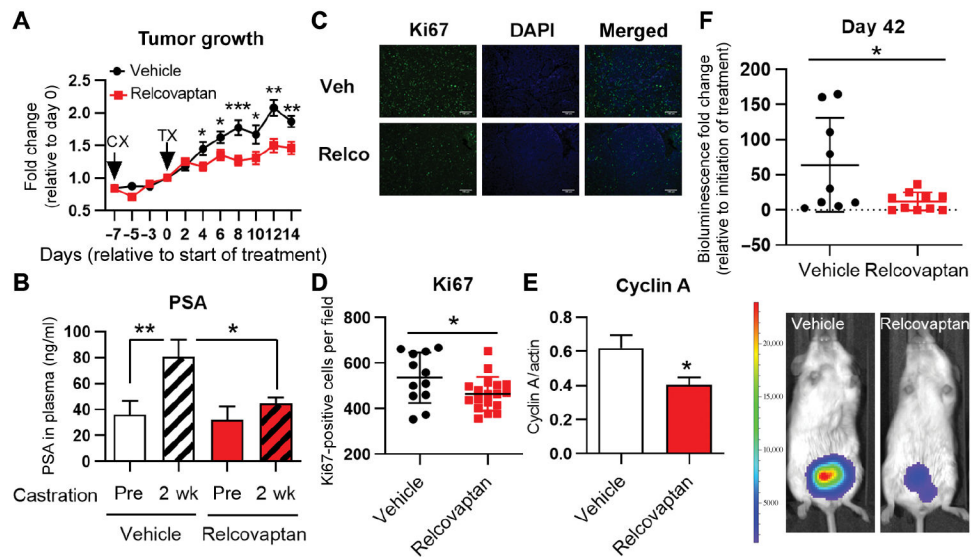 A
Tumor growth
Vehicle
Relcovaptan
Fold change
(relative to day 0)
2.5
2.0
1.5
1.0
0.5
CX
TX
* * *** * ** **
-7 -5 -3 0 2 4 6 8 10 12 14
Days (relative to start of treatment)
B
PSA
PSA in plasma (ng/ml)
100
80
60
40
20
0
** *
Castration Pre 2 wk Pre 2 wk
Vehicle Relcovaptan
C
Ki67 DAPI Merged
Veh
Relco
D
Ki67
Ki67-positive cells per field
800
600
400
200
*
Vehicle
Relcovaptan
E
Cyclin A
Cyclin A/actin
0.8
0.6
0.4
0.2
0.0
*
Vehicle
Relcovaptan
F
Day 42
*
Bioluminescence fold change
(relative to initiation of treatment)
200
150
100
50
0
-50
Vehicle Relcovaptan
Vehicle Relcovaptan
20,000
15,000
10,000
5000